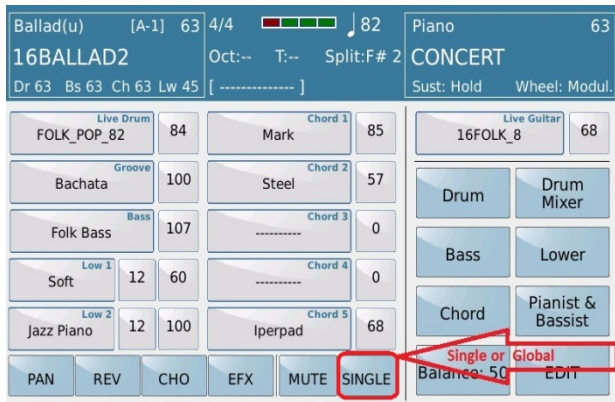 Ballad(u) [A-1] 63 4/4 82 Piano 63
16BALLAD2 Oct:-- T:-- Split:F# 2 CONCERT
Dr 63 Bs 63 Ch 63 Lw 45 [ -------------- ] Sust: Hold Wheel: Modul.
Live Drum
FOLK_POP_82 84
Chord 1
Mark 85
Live Guitar
16FOLK_8 68
Groove
Bachata 100
Chord 2
Steel 57
Drum
Drum
Mixer
Bass
Folk Bass 107
Chord 3
---------- 0
Bass
Lower
Low 1
Soft 12 60
Chord 4
---------- 0
Chord
Pianist &
Bassist
Low 2
Jazz Piano 12 100
Chord 5
Iperpad 68
Single or Global
Balance: 50
EDIT
PAN REV CHO EFX MUTE SINGLE